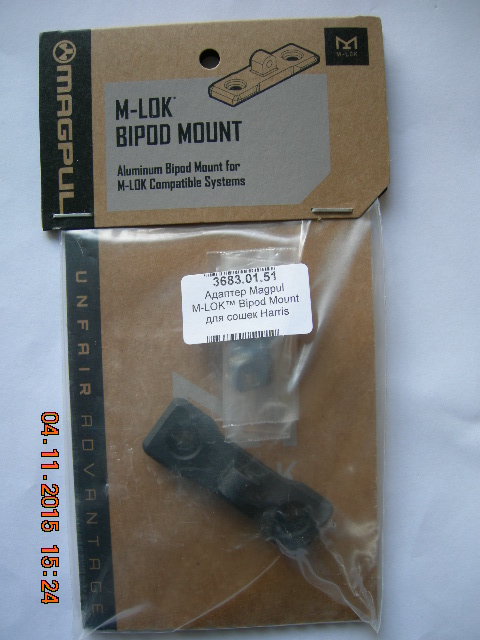 MAGPUL
M-LOK™
BIPOD MOUNT
Aluminum Bipod Mount for
M-LOK Compatible Systems
M-LOK
UNFAIR ADVANTAGE
3683.01.51
Адаптер Magpul
M-LOK™ Bipod Mount
для сошек Harris
04.11.2015 15:24